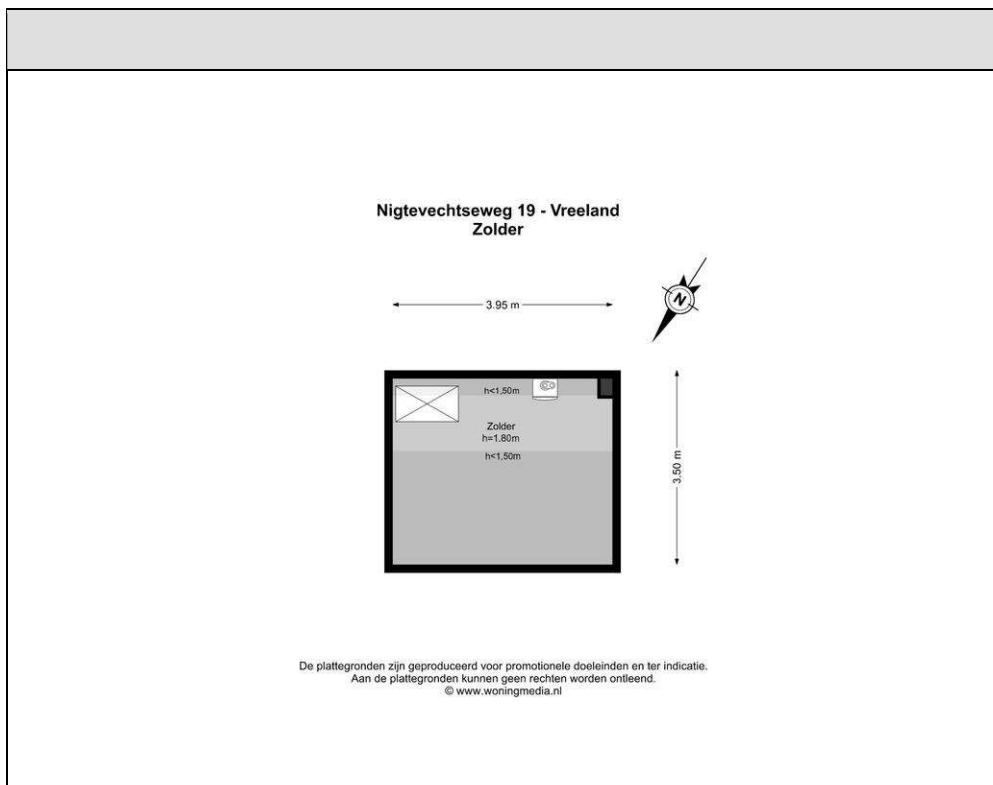 Nigtevechtseweg 19 - Vreeland
Zolder
3.95 m
N
h<1,50m
Zolder
h=1.80m
h<1,50m
3.50 m
De plattegronden zijn geproduceerd voor promotionele doeleinden en ter indicatie.
Aan de plattegronden kunnen geen rechten worden ontleend.
© www.woningmedia.nl